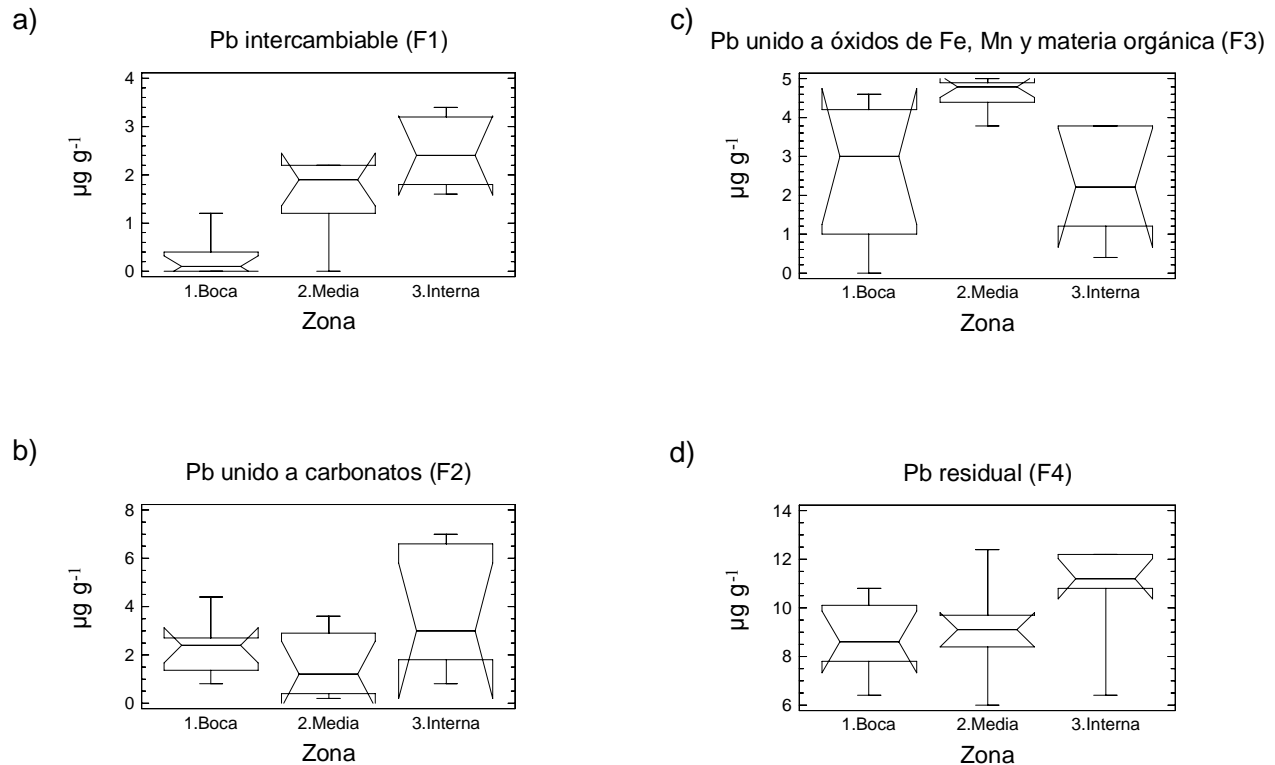 a)
Pb intercambiable (F1)
µg g-1
4
3
2
1
0
1.Boca 2.Media 3.Interna
Zona
c)
Pb unido a óxidos de Fe, Mn y materia orgánica (F3)
µg g-1
5
4
3
2
1
0
1.Boca 2.Media 3.Interna
Zona
b)
Pb unido a carbonatos (F2)
µg g-1
8
6
4
2
0
1.Boca 2.Media 3.Interna
Zona
d)
Pb residual (F4)
µg g-1
14
12
10
8
6
1.Boca 2.Media 3.Interna
Zona